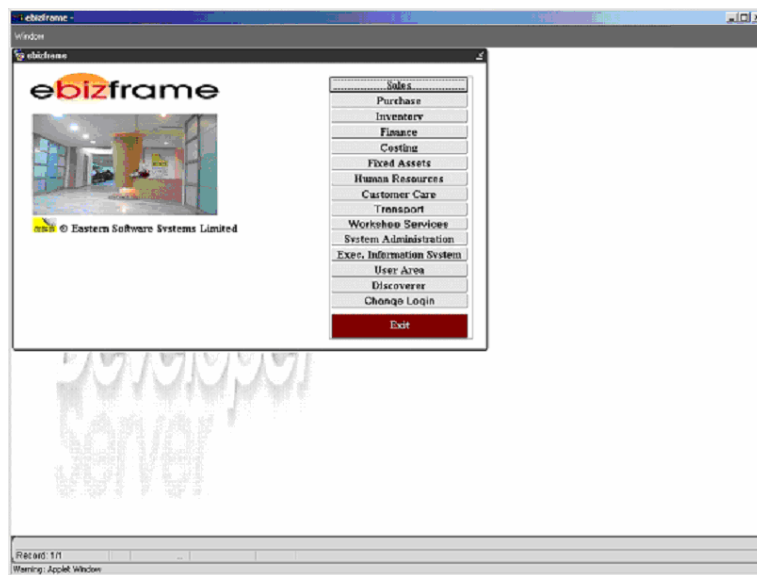 ebizframe -
Window
ebizframe
ebizframe
© Eastern Software Systems Limited
Sales
Purchase
Inventory
Finance
Costing
Fixed Assets
Human Resources
Customer Care
Transport
Workshop Services
System Administration
Exec. Information System
User Area
Discoverer
Change Login
Exit
Developer
Server
Record: 1/1
Warning: Applet Window